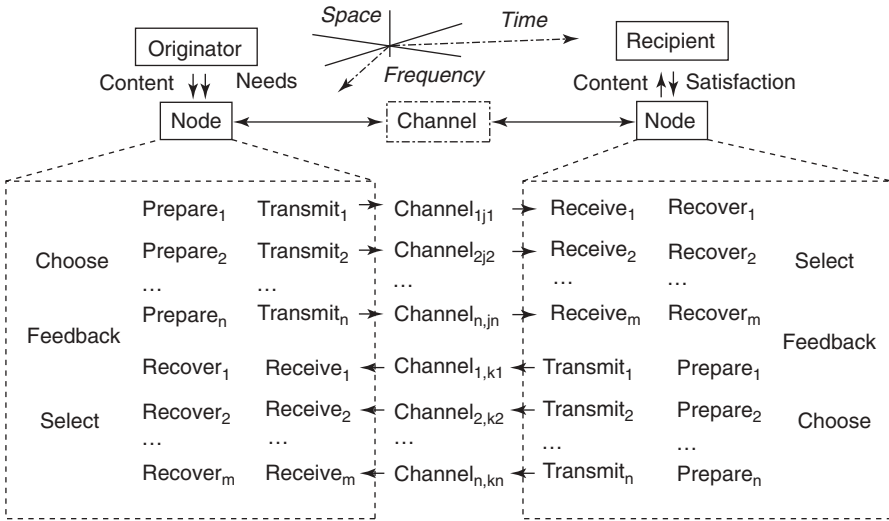 Space
Time
Originator
Recipient
Content
Needs
Frequency
Content
Satisfaction
Node
Channel
Node
Prepare₁ Transmit₁ Channel₁ⱼ₁ Receive₁ Recover₁
Choose Prepare₂ Transmit₂ Channel₂ⱼ₂ Receive₂ Recover₂ Select
... ... ... ... ...
Feedback Prepareₙ Transmitₙ Channelₙ,ⱼₙ Receiveₘ Recoverₘ Feedback
Recover₁ Receive₁ Channel₁,ₖ₁ Transmit₁ Prepare₁
Select Recover₂ Receive₂ Channel₂,ₖ₂ Transmit₂ Prepare₂ Choose
... ... ... ... ...
Recoverₘ Receiveₘ Channelₙ,ₖₙ Transmitₙ Prepareₙ